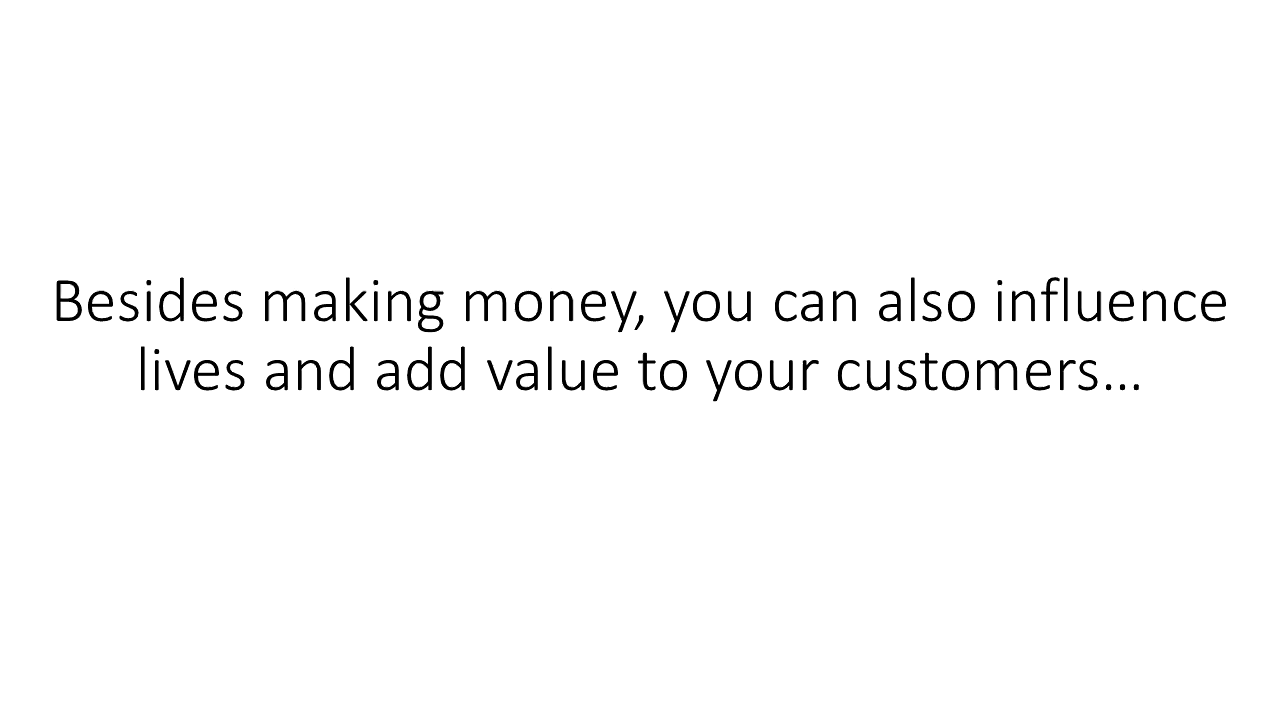 Besides making money, you can also influence
lives and add value to your customers...